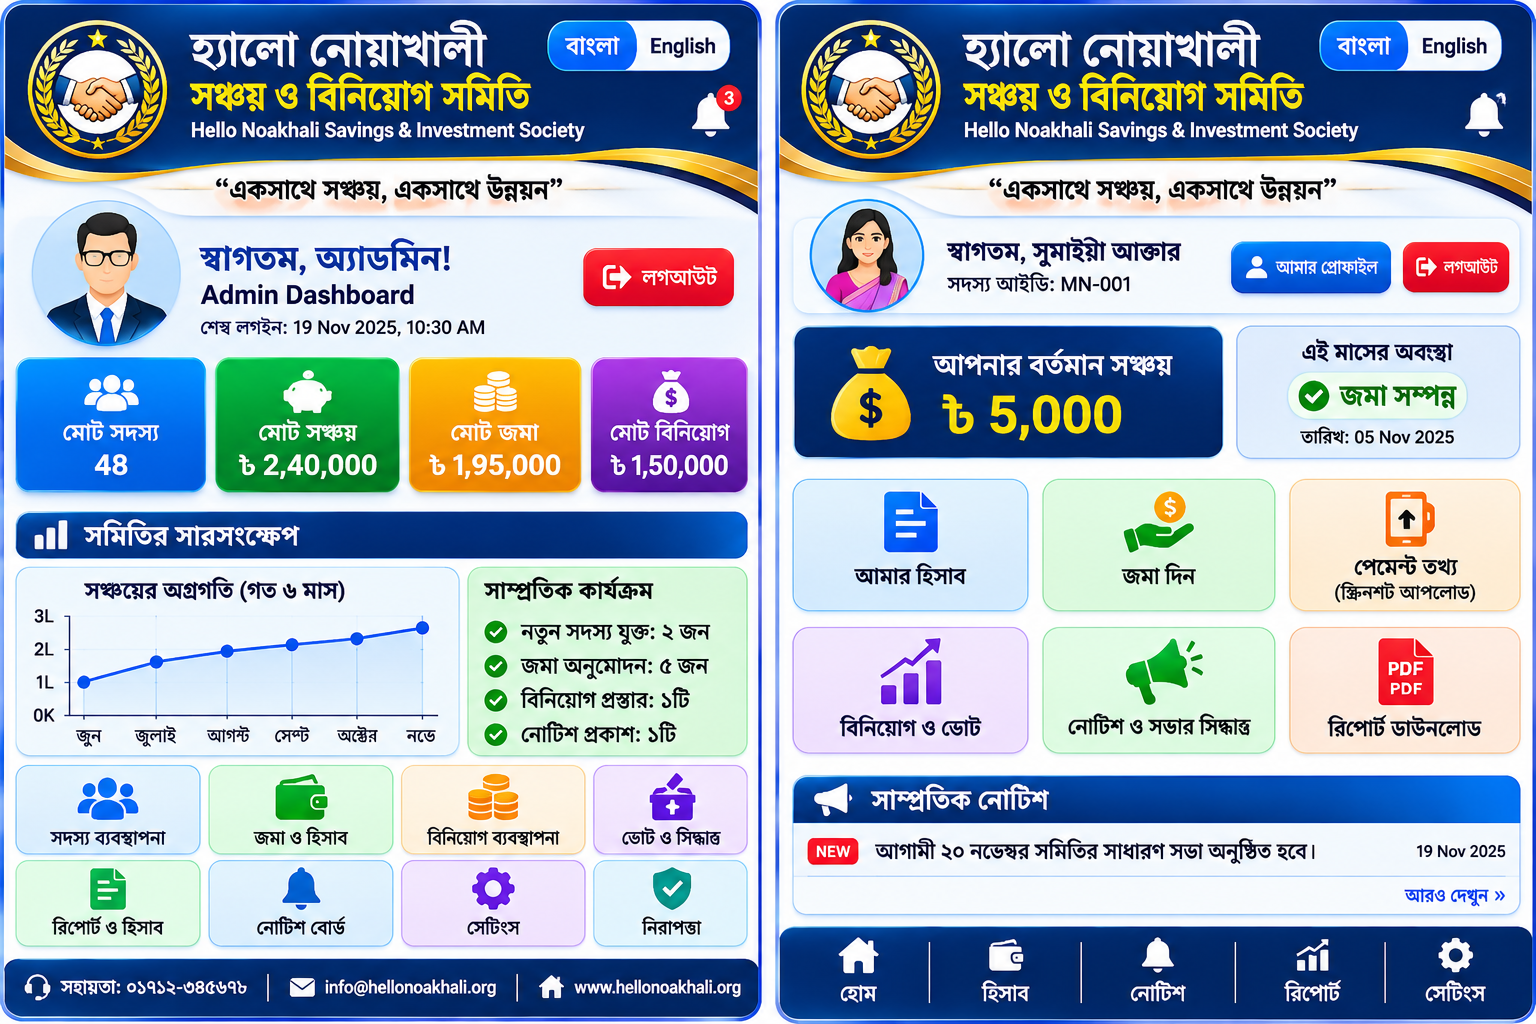 হ্যালো নোয়াখালী
সঞ্চয় ও বিনিয়োগ সমিতি
Hello Noakhali Savings & Investment Society
বাংলা English
3
“একসাথে সঞ্চয়, একসাথে উন্নয়ন”
স্বাগতম, অ্যাডমিন!
Admin Dashboard
শেষ লগইন: 19 Nov 2025, 10:30 AM
লগআউট
মোট সদস্য
48
মোট সঞ্চয়
৳ 2,40,000
মোট জমা
৳ 1,95,000
$
মোট বিনিয়োগ
৳ 1,50,000
সমিতির সারসংক্ষেপ
সঞ্চয়ের অগ্রগতি (গত ৬ মাস)
3L
2L
1L
0K
জুন জুলাই আগস্ট সেপ্ট অক্টের নভে
সাম্প্রতিক কার্যক্রম
নতুন সদস্য যুক্ত: ২ জন
জমা অনুমোদন: ৫ জন
বিনিয়োগ প্রস্তার: ১টি
নোটিশ প্রকাশ: ১টি
সদস্য ব্যবস্থাপনা
জমা ও হিসাব
বিনিয়োগ ব্যবস্থাপনা
ভোট ও সিদ্ধান্ত
রিপোর্ট ও হিসাব
নোটিশ বোর্ড
সেটিংস
নিরাপত্তা
সহায়তা: ০১৭১২-৩৪৫৬৭৮
info@hellonoakhali.org
www.hellonoakhali.org
হ্যালো নোয়াখালী
সঞ্চয় ও বিনিয়োগ সমিতি
Hello Noakhali Savings & Investment Society
বাংলা English
“একসাথে সঞ্চয়, একসাথে উন্নয়ন”
স্বাগতম, সুমাইয়ী আক্তার
সদস্য আইডি: MN-001
আমার প্রোফাইল
লগআউট
$
আপনার বর্তমান সঞ্চয়
৳ 5,000
এই মাসের অবংস্থা
জমা সম্পন্ন
তারিখ: 05 Nov 2025
আমার হিসাব
$
জমা দিন
পেমেন্ট তথ্য
(স্ক্রিনশট আপলোড)
বিনিয়োগ ও ভোট
নোটিশ ও সভার সিদ্ধান্ত
PDF
PDF
রিপোর্ট ডাউনলোড
সাম্প্রতিক নোটিশ
NEW আগামী ২০ নভেম্বর সমিতির সাধারণ সভা অনুষ্ঠিত হবে। 19 Nov 2025
আরও দেখুন »
হোম
হিসাব
নোটিশ
রিপোর্ট
সেটিংস